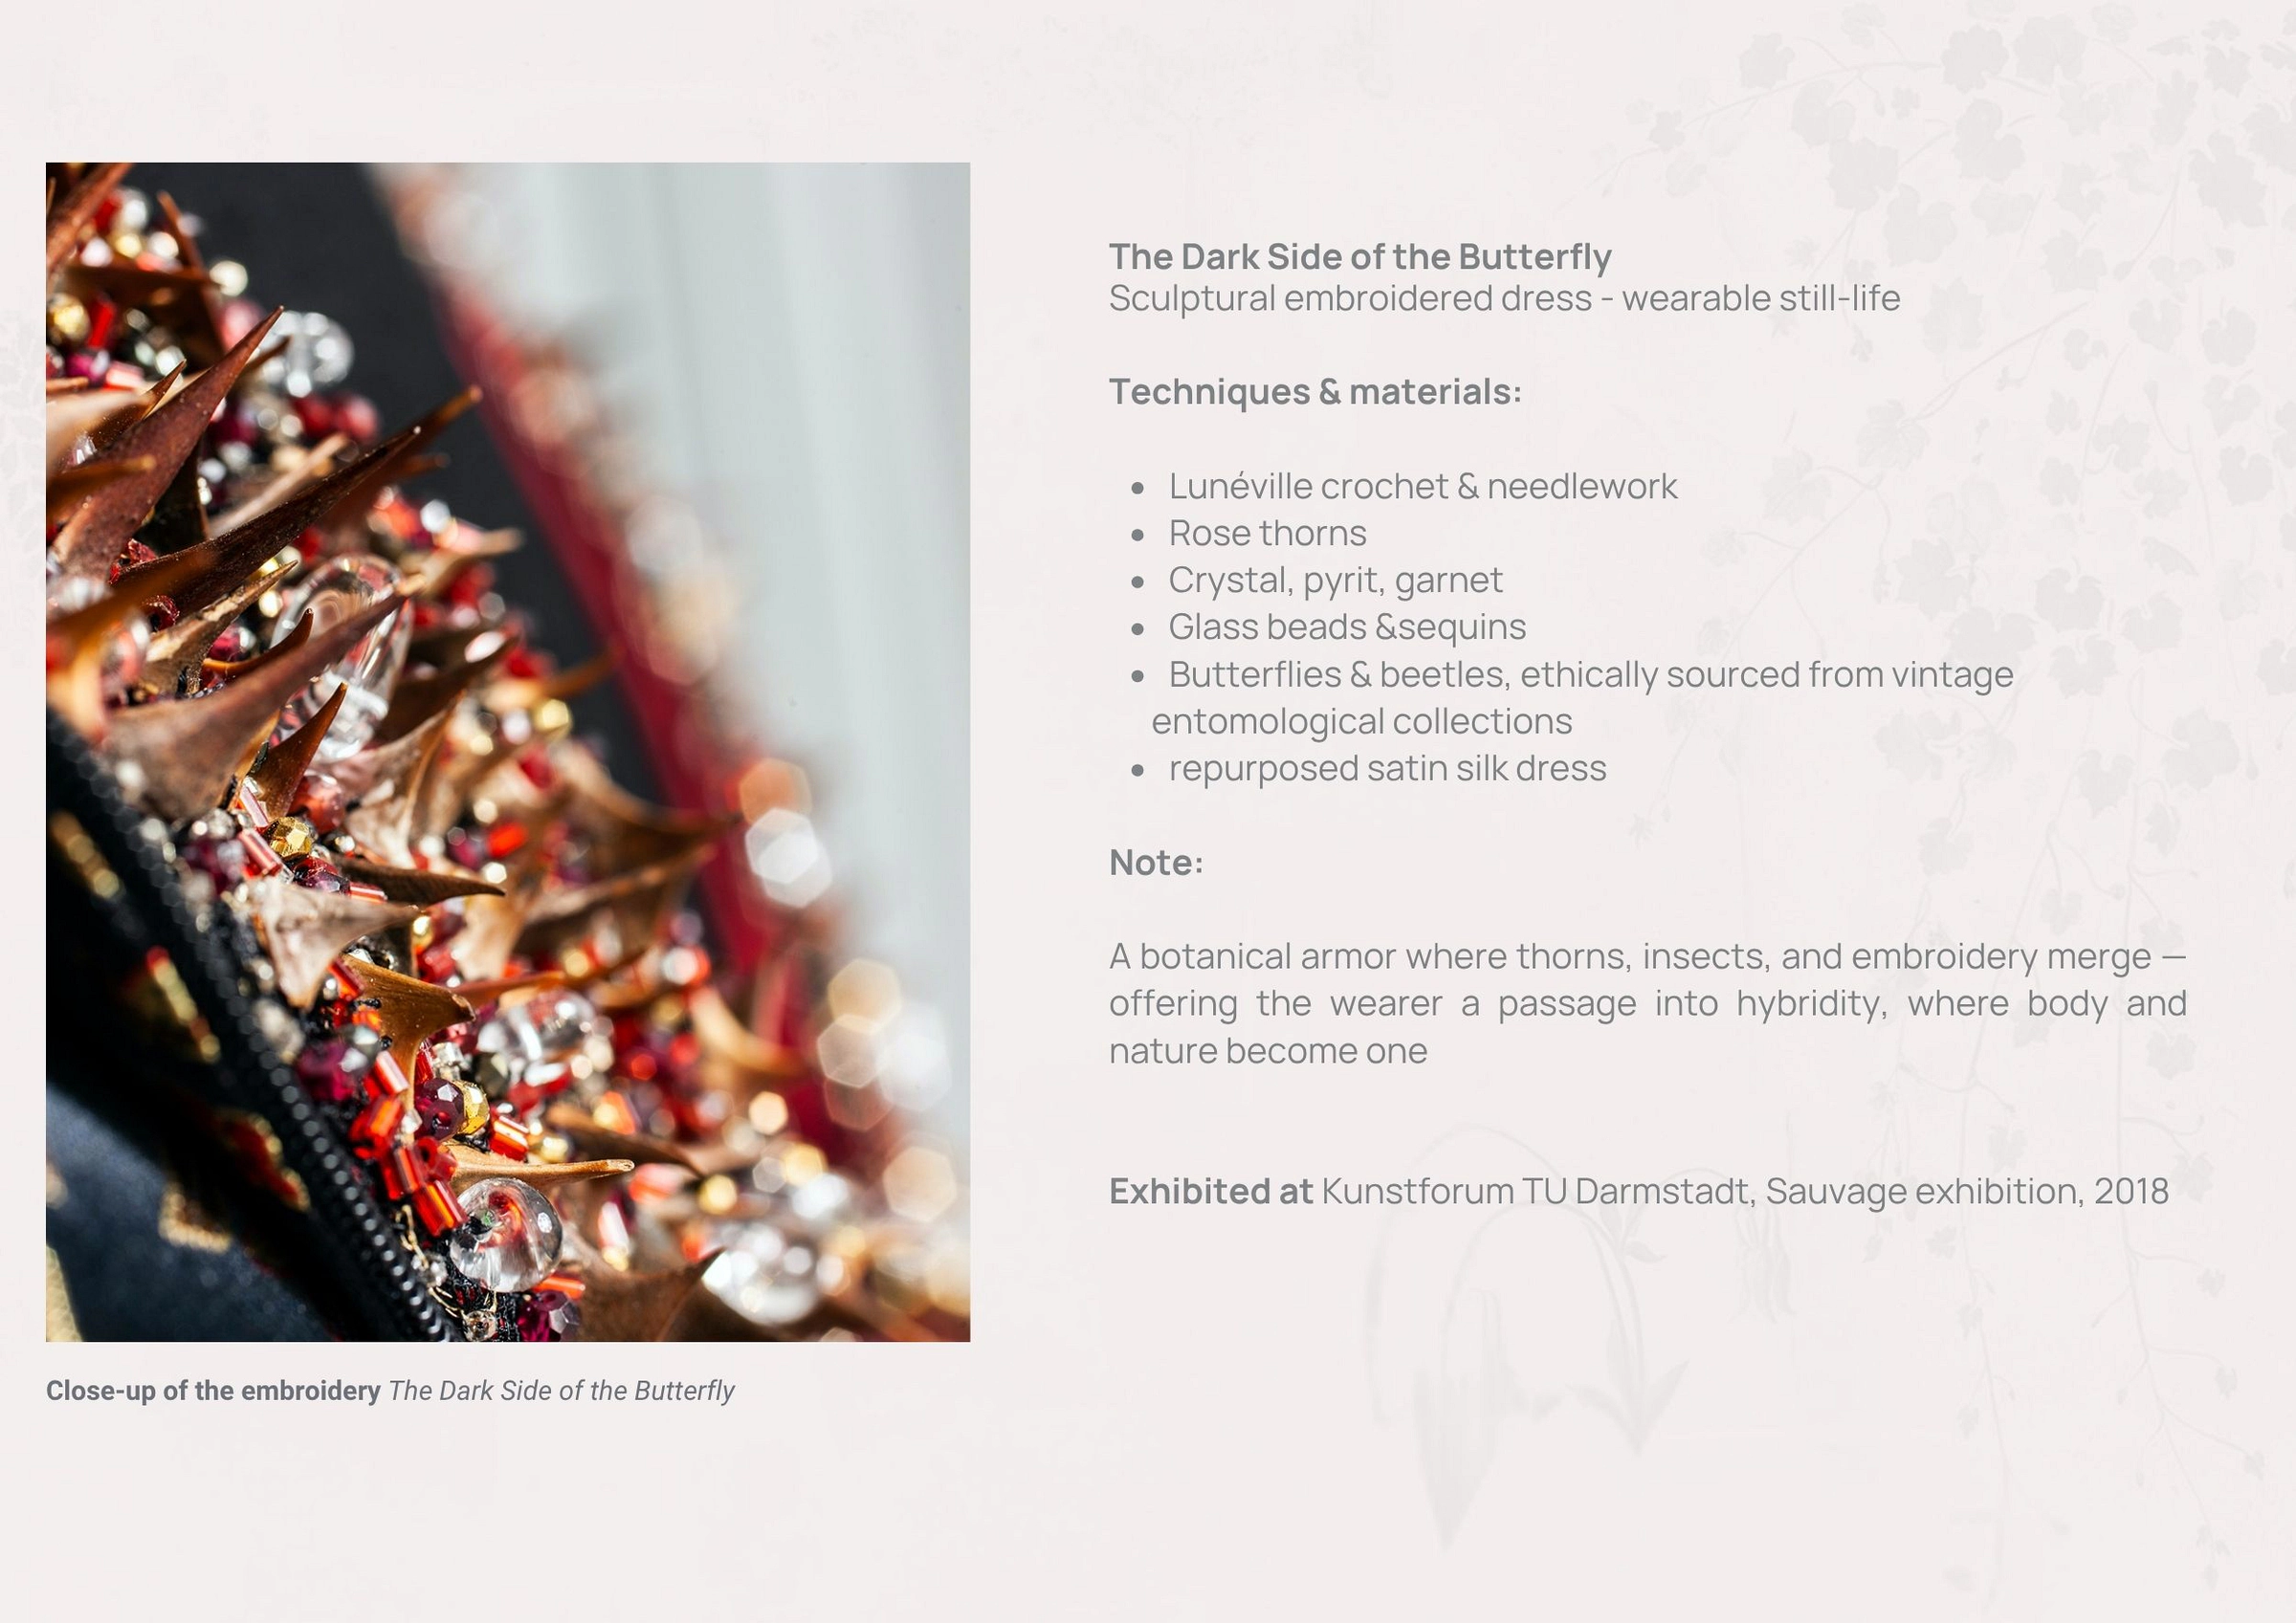 The Dark Side of the Butterfly
Sculptural embroidered dress - wearable still-life
Techniques & materials:
• Lunéville crochet & needlework
• Rose thorns
• Crystal, pyrit, garnet
• Glass beads &sequins
• Butterflies & beetles, ethically sourced from vintage
entomological collections
• repurposed satin silk dress
Note:
A botanical armor where thorns, insects, and embroidery merge —
offering the wearer a passage into hybridity, where body and
nature become one
Exhibited at Kunstforum TU Darmstadt, Sauvage exhibition, 2018
Close-up of the embroidery The Dark Side of the Butterfly